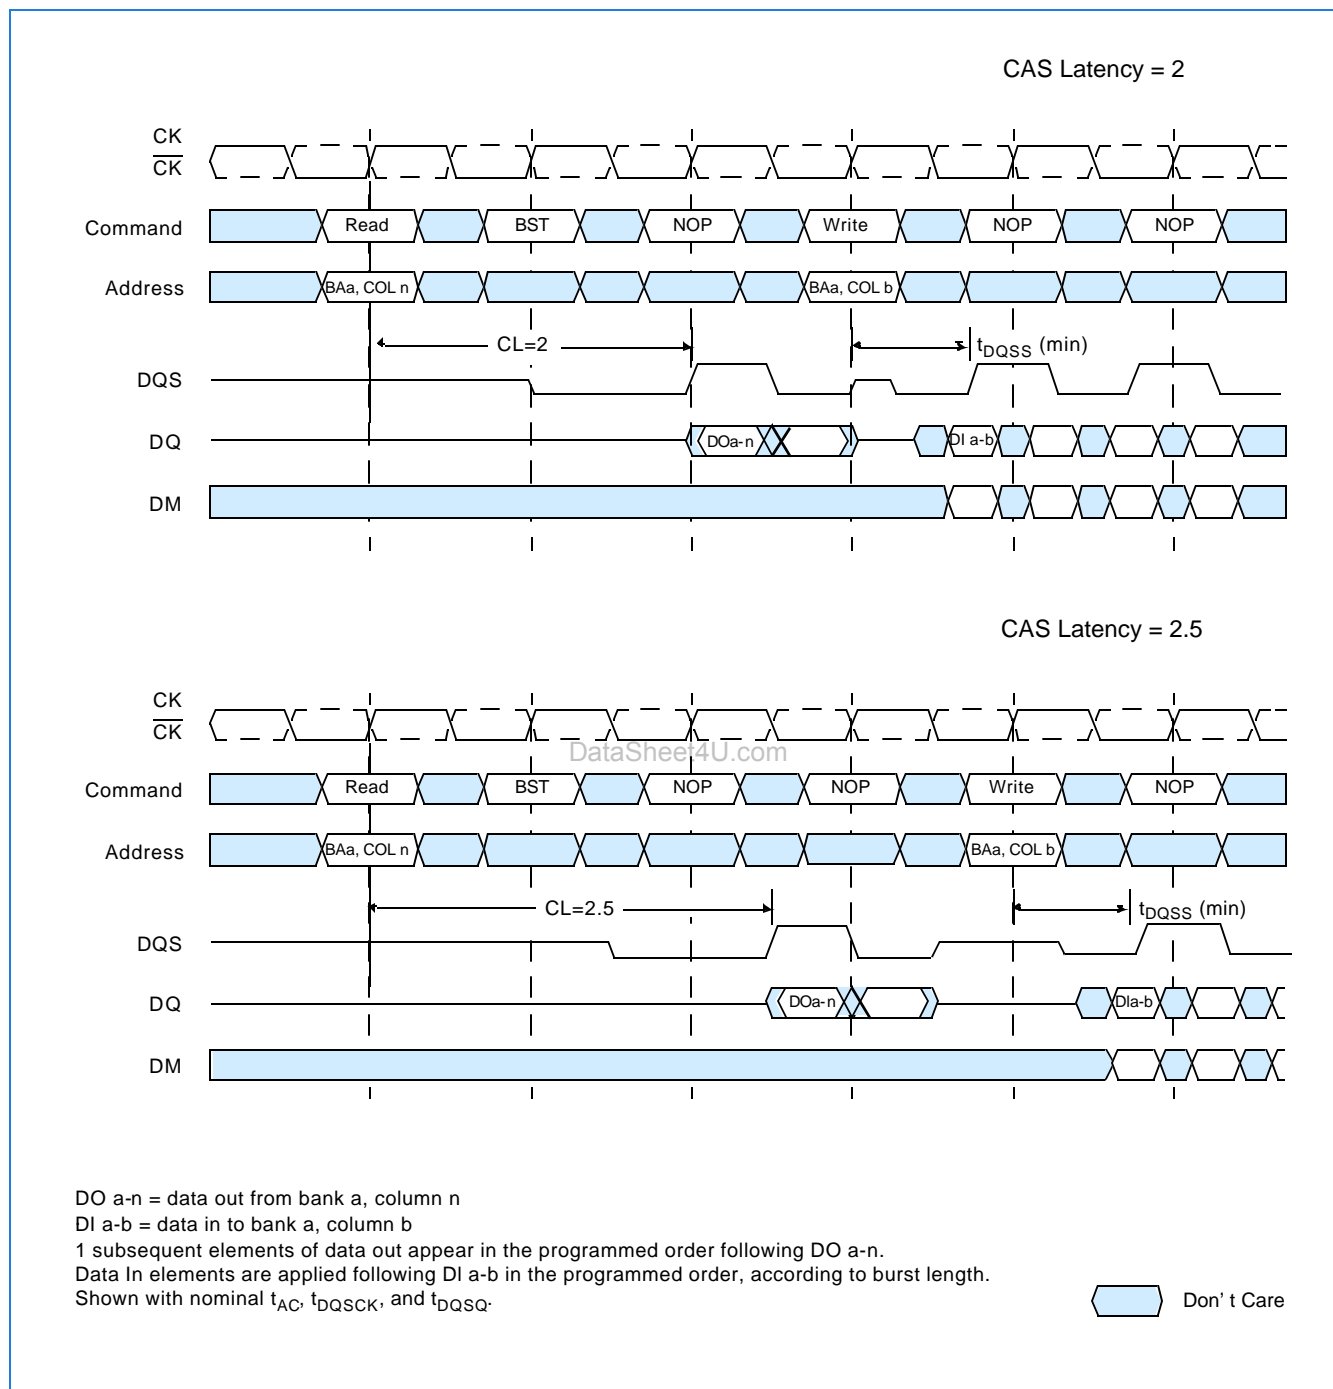 CAS Latency = 2
CK
CK
Command Read BST NOP Write NOP NOP
Address BAa, COL n BAa, COL b
CL=2 tDQSS (min)
DQS
DQ DOa-n DI a-b
DM
CAS Latency = 2.5
CK
CK
DataSheet4U.com
Command Read BST NOP NOP Write NOP
Address BAa, COL n BAa, COL b
CL=2.5 tDQSS (min)
DQS
DQ DOa-n DIa-b
DM
DO a-n = data out from bank a, column n
DI a-b = data in to bank a, column b
1 subsequent elements of data out appear in the programmed order following DO a-n.
Data In elements are applied following DI a-b in the programmed order, according to burst length.
Shown with nominal tAC, tDQSCK, and tDQSQ.
Don' t Care